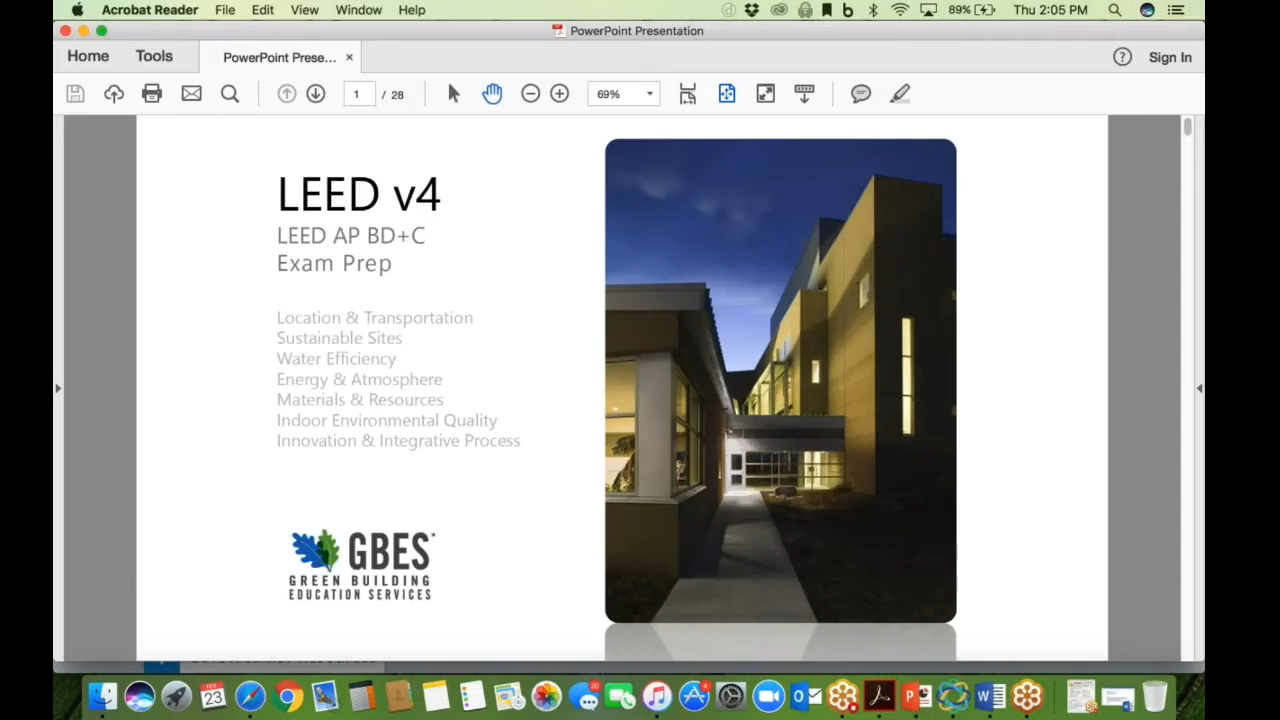 Acrobat Reader File Edit View Window Help 89% Thu 2:05 PM
PowerPoint Presentation
Home Tools PowerPoint Prese... × Sign In
1 / 28 69%
LEED v4
LEED AP BD+C
Exam Prep
Location & Transportation
Sustainable Sites
Water Efficiency
Energy & Atmosphere
Materials & Resources
Indoor Environmental Quality
Innovation & Integrative Process
GBES
GREEN BUILDING
EDUCATION SERVICES
FEB
23
20